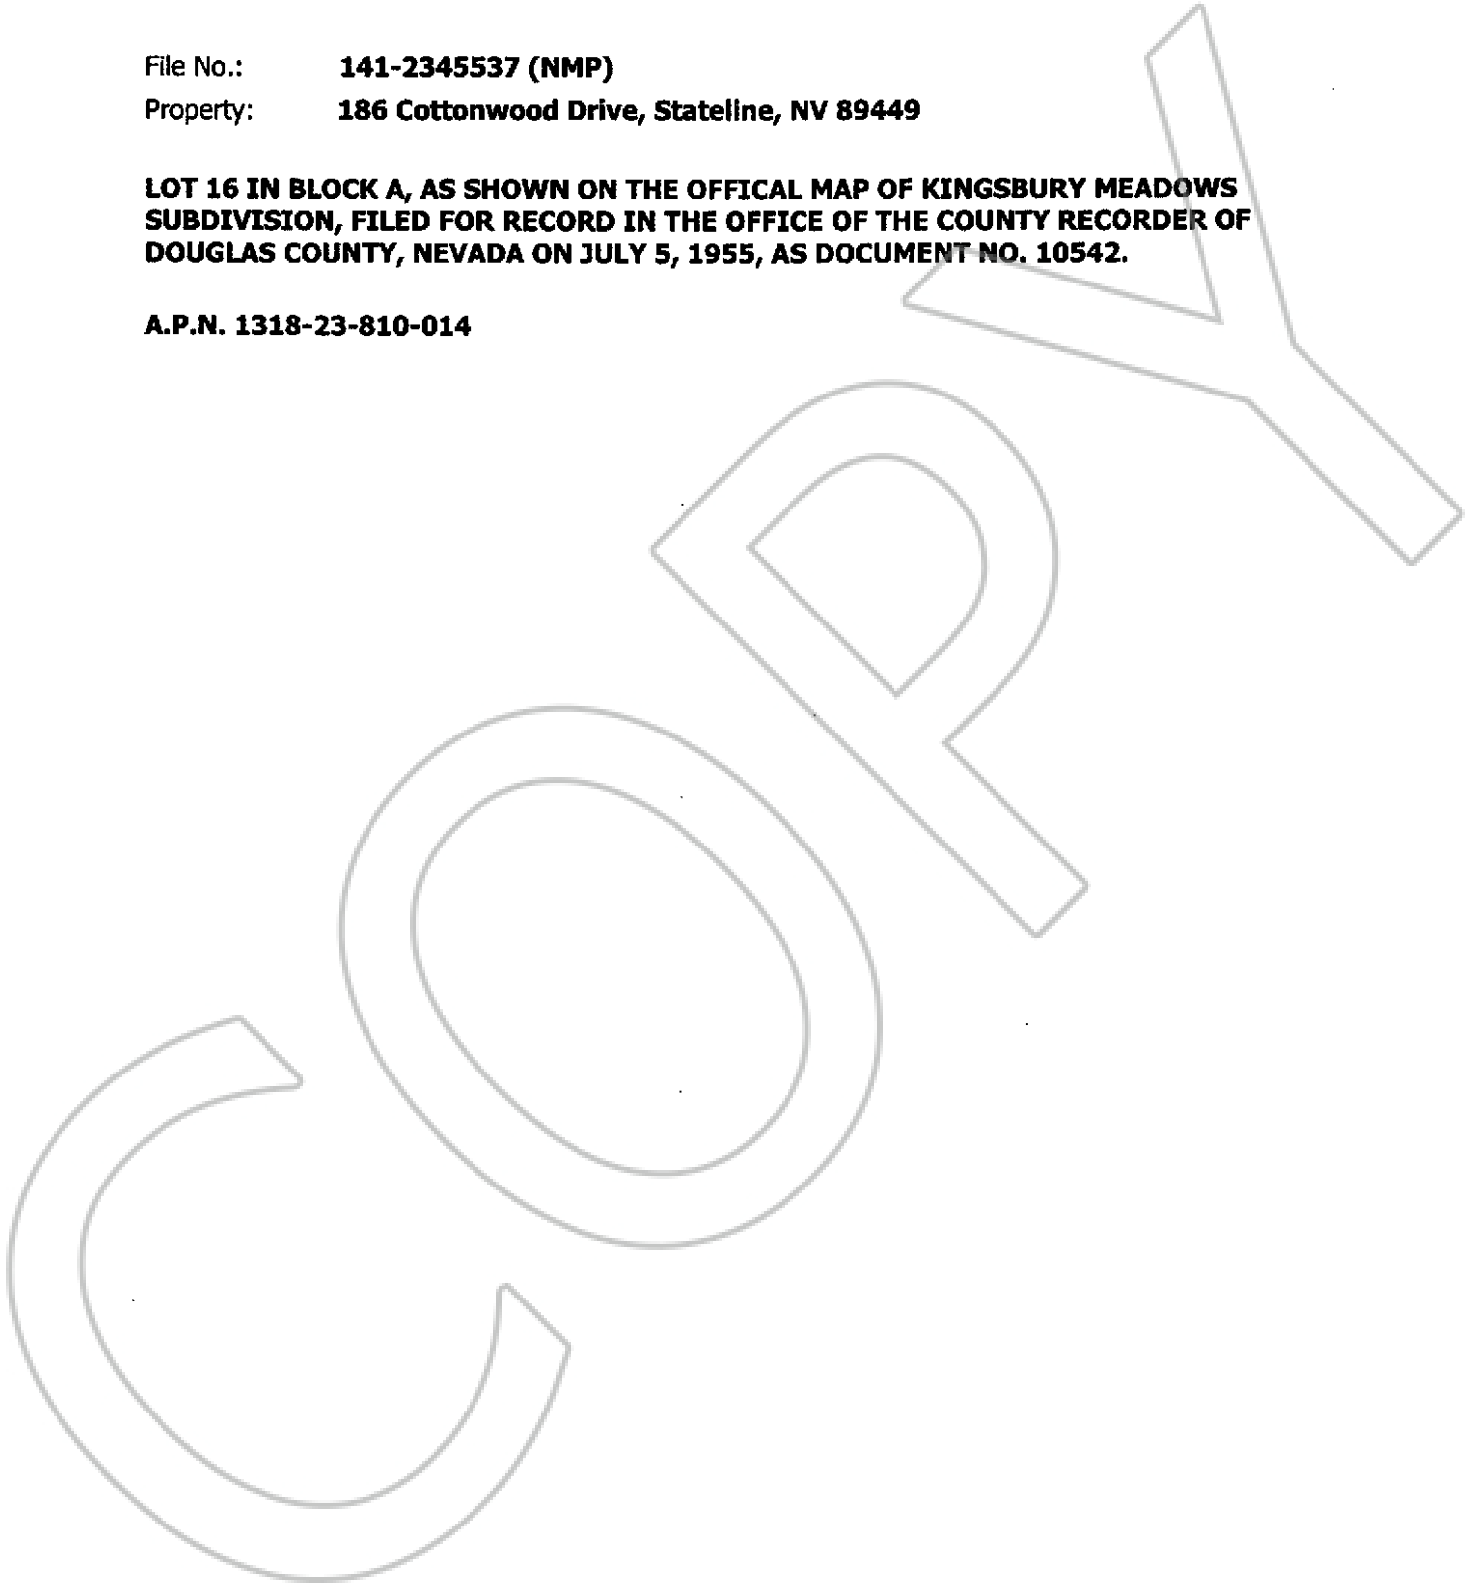 File No.: 141-2345537 (NMP)
Property: 186 Cottonwood Drive, Stateline, NV 89449
LOT 16 IN BLOCK A, AS SHOWN ON THE OFFICAL MAP OF KINGSBURY MEADOWS
SUBDIVISION, FILED FOR RECORD IN THE OFFICE OF THE COUNTY RECORDER OF
DOUGLAS COUNTY, NEVADA ON JULY 5, 1955, AS DOCUMENT NO. 10542.
A.P.N. 1318-23-810-014
COPY